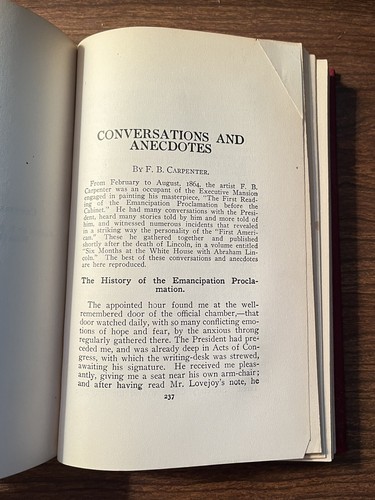 CONVERSATIONS AND
ANECDOTES
BY F. B. CARPENTER.
From February to August, 1864, the artist F. B.
Carpenter was an occupant of the Executive Mansion
engaged in painting his masterpiece, "The First Read-
ing of the Emancipation Proclamation before the
Cabinet." He had many conversations with the Presi-
dent, heard many stories told by him and more told of
him, and witnessed numerous incidents that revealed
in a striking way the personality of the "First Ameri-
can." These he gathered together and published
shortly after the death of Lincoln, in a volume entitled
"Six Months at the White House with Abraham Lin-
coln." The best of these conversations and anecdotes
are here reproduced.
The History of the Emancipation Procla-
mation.
The appointed hour found me at the well-
remembered door of the official chamber,—that
door watched daily, with so many conflicting emo-
tions of hope and fear, by the anxious throng
regularly gathered there. The President had pre-
ceded me, and was already deep in Acts of Con-
gress, with which the writing-desk was strewed,
awaiting his signature. He received me pleas-
antly, giving me a seat near his own arm-chair;
and after having read Mr. Lovejoy's note, he
237